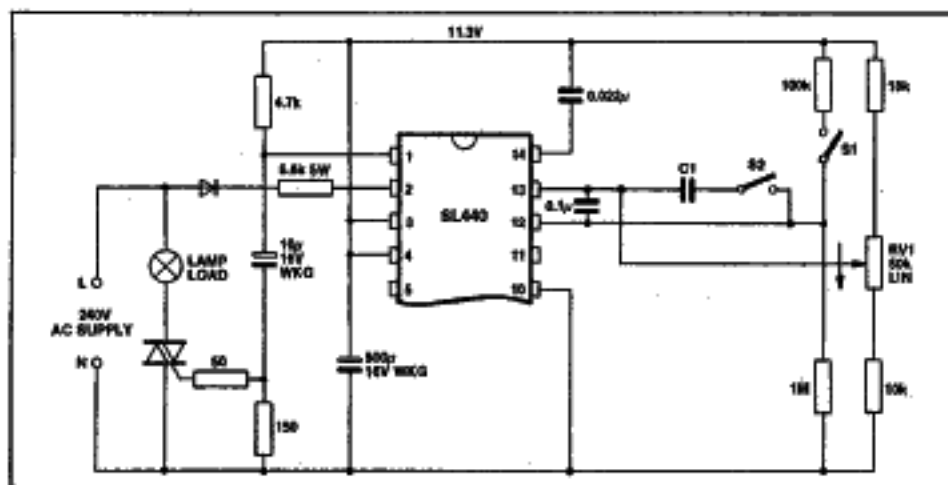 11.3V
4.7k
0.022μ
100k
15k
S1
1
14
5.6k 5W
C1
S2
2
13
SL440
0.1μ
3
12
LAMP
LOAD
16μ
16V
WKG
4
11
RV1
50k
LIN
L
5
10
240V
AC SUPPLY
N
50
500μ
16V WKG
1M
10k
150